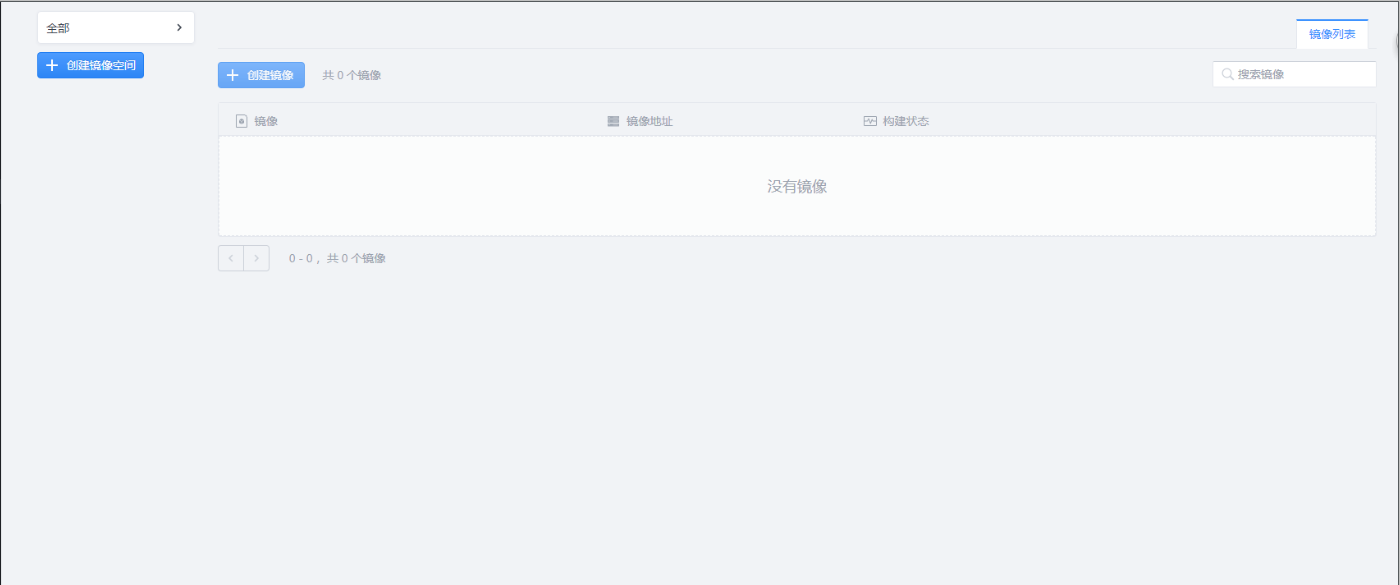 全部
创建镜像空间
镜像列表
创建镜像 共 0 个镜像
搜索镜像
镜像 镜像地址 构建状态
没有镜像
0 - 0 ，共 0 个镜像